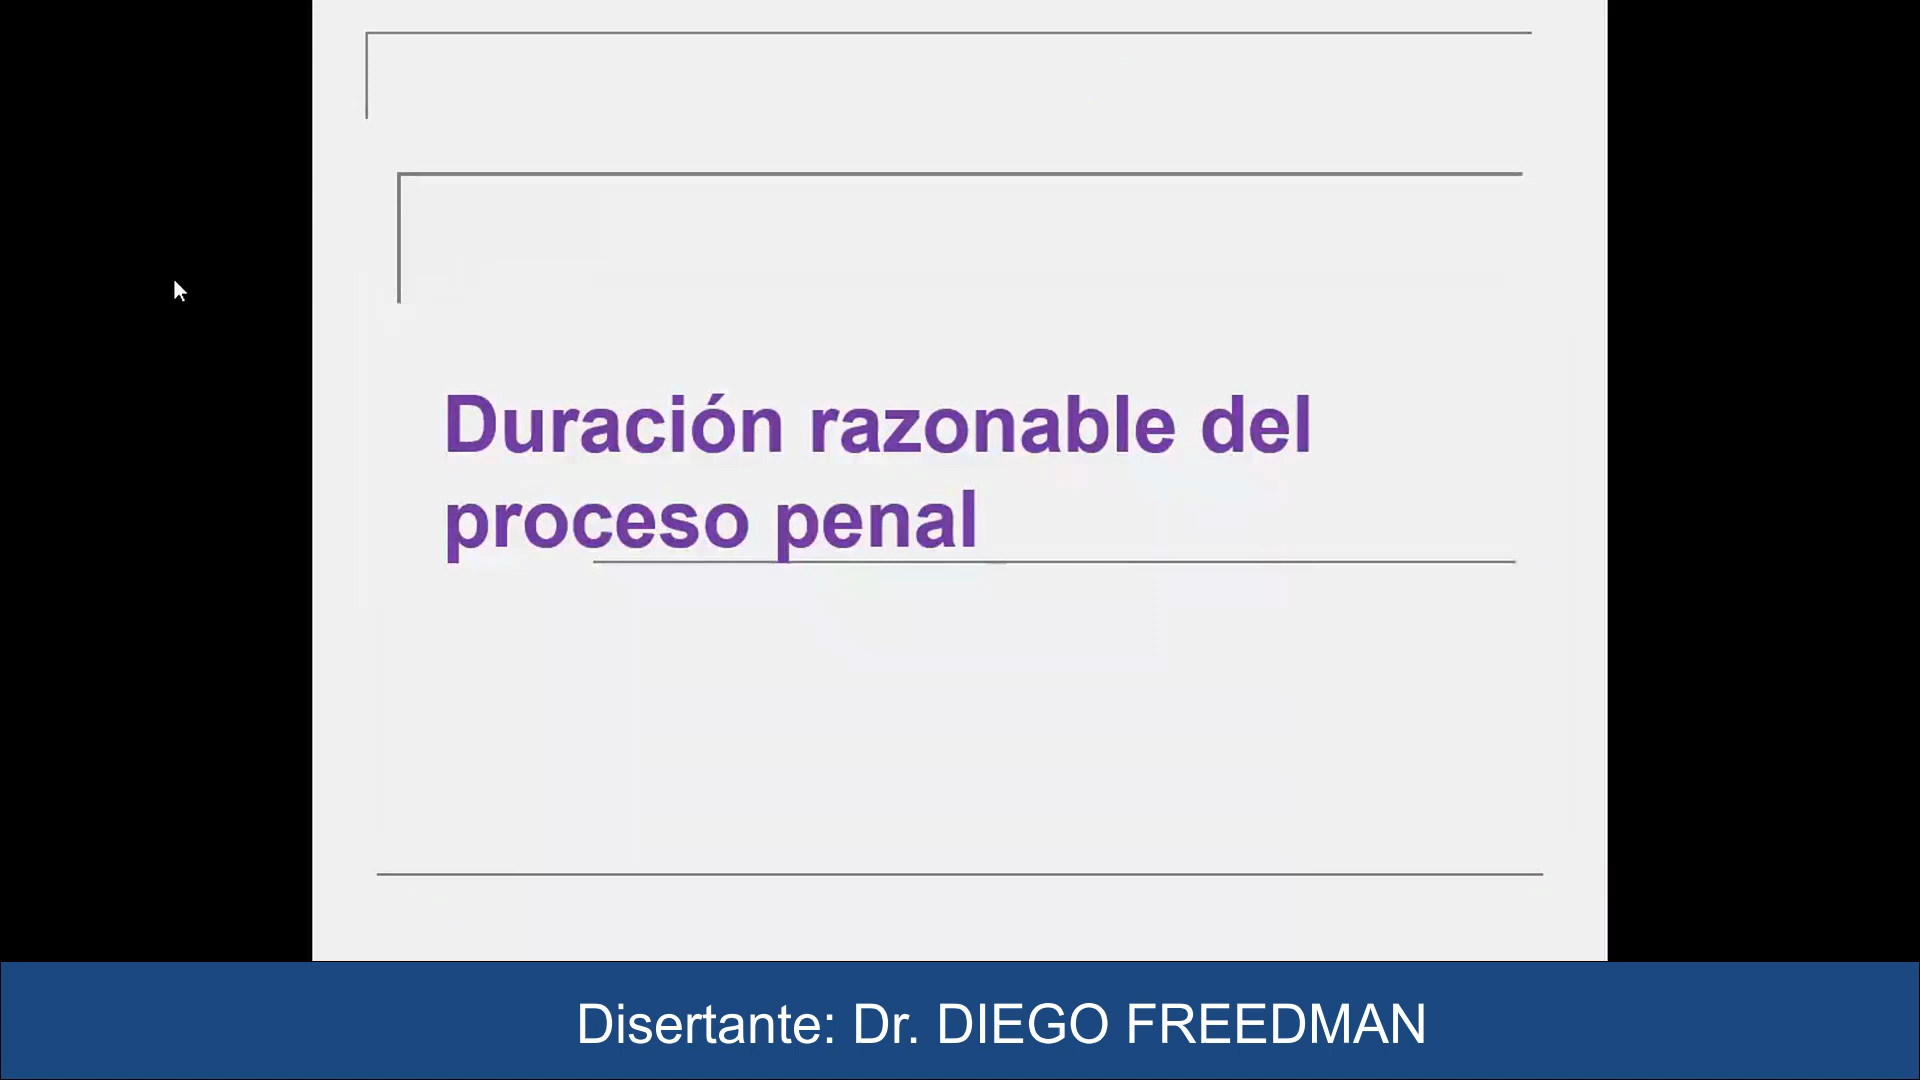 Duración razonable del
proceso penal
Disertante: Dr. DIEGO FREEDMAN